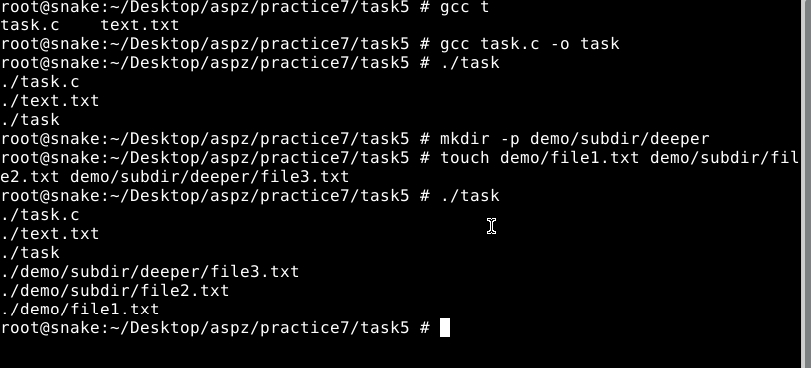 root@snake:~/Desktop/aspz/practice7/task5 # gcc t
task.c    text.txt
root@snake:~/Desktop/aspz/practice7/task5 # gcc task.c -o task
root@snake:~/Desktop/aspz/practice7/task5 # ./task
./task.c
./text.txt
./task
root@snake:~/Desktop/aspz/practice7/task5 # mkdir -p demo/subdir/deeper
root@snake:~/Desktop/aspz/practice7/task5 # touch demo/file1.txt demo/subdir/fil
e2.txt demo/subdir/deeper/file3.txt
root@snake:~/Desktop/aspz/practice7/task5 # ./task
./task.c
./text.txt
./task
./demo/subdir/deeper/file3.txt
./demo/subdir/file2.txt
./demo/file1.txt
root@snake:~/Desktop/aspz/practice7/task5 #